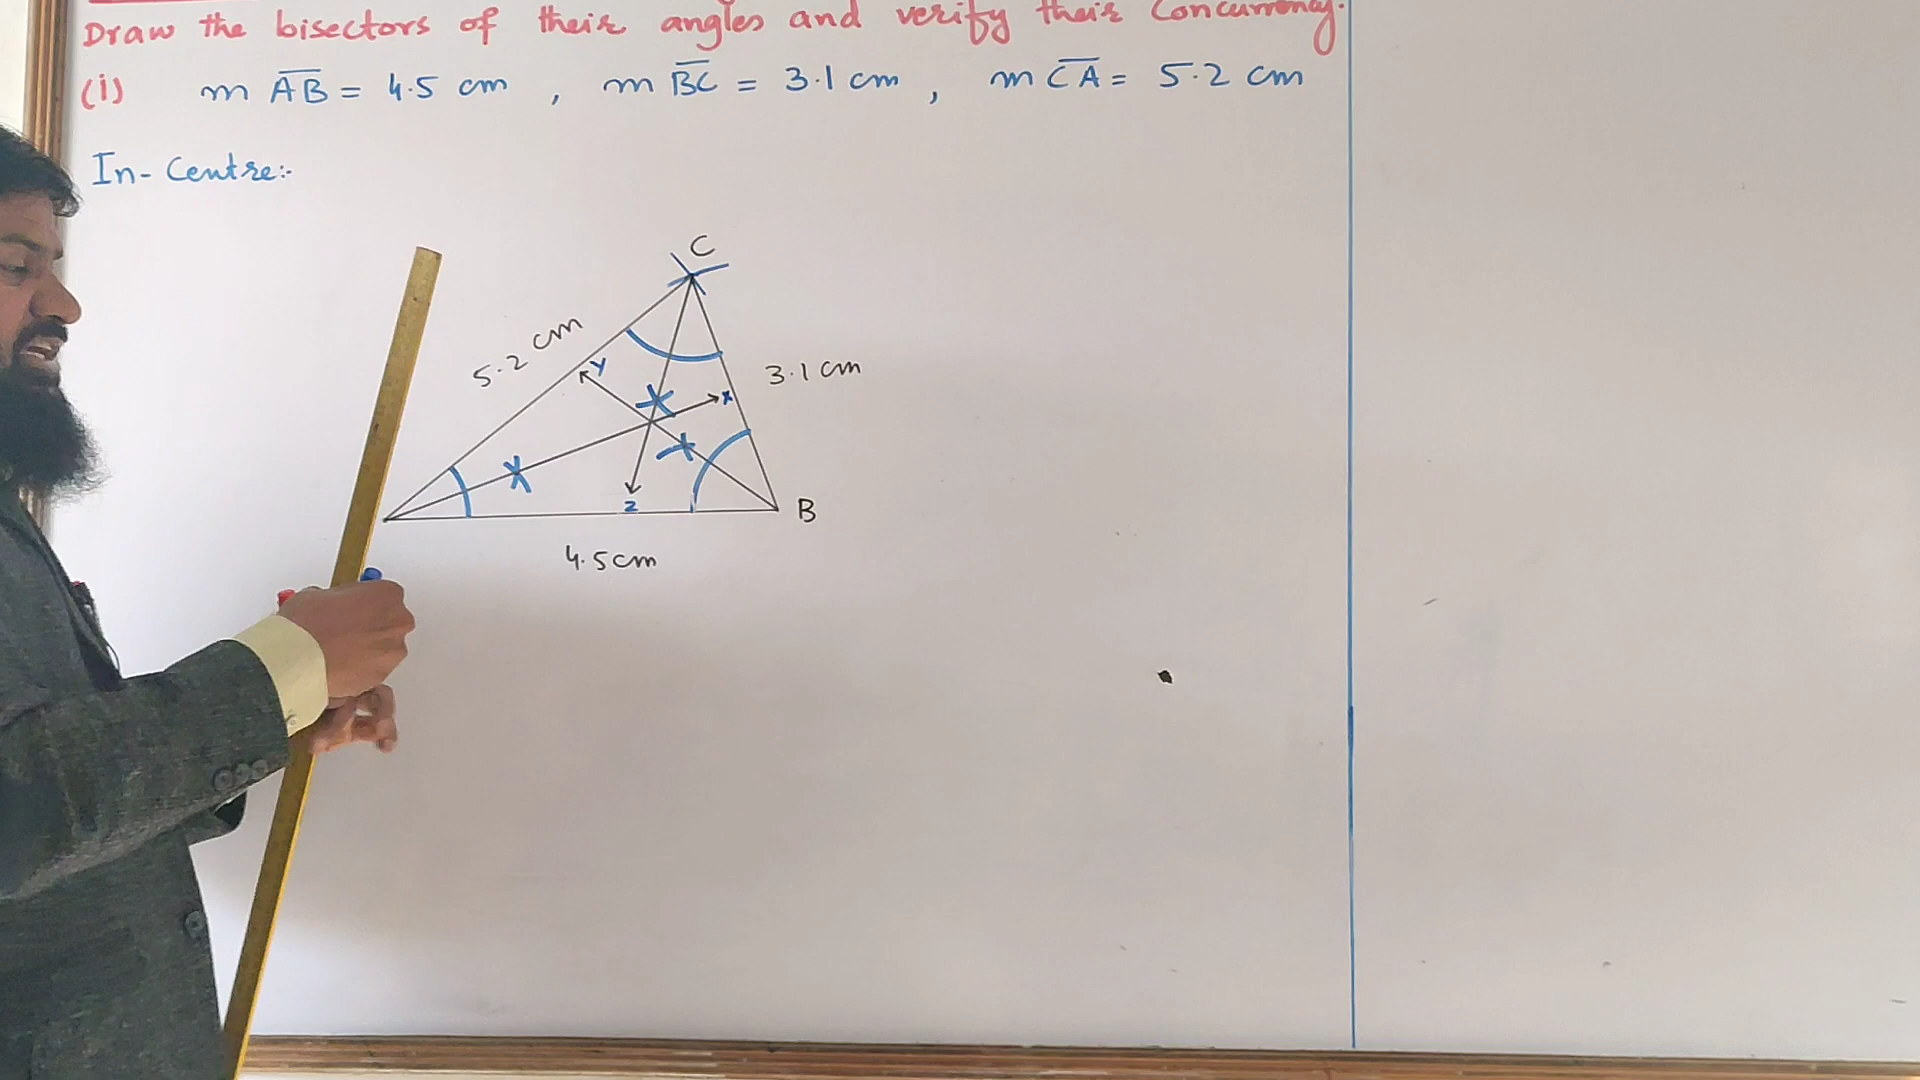 Draw the bisectors of their angles and verify their Concurrency.
(i) m AB = 4.5 cm , m BC = 3.1 cm , m CA = 5.2 cm
In-Centre:-
C
5.2 cm
y
3.1 cm
x
z
B
4.5cm